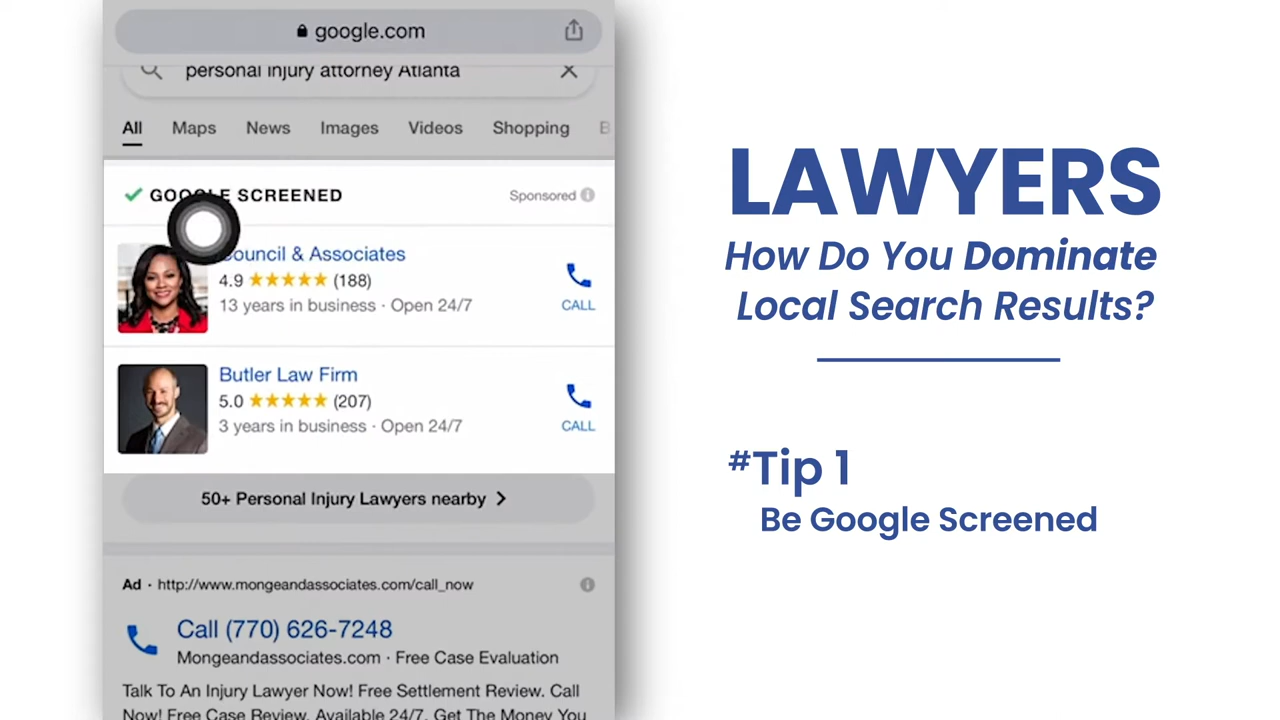 google.com
personal injury attorney Atlanta
All Maps News Images Videos Shopping
GOOGLE SCREENED Sponsored
Council & Associates
4.9 ★★★★★ (188)
13 years in business · Open 24/7
CALL
Butler Law Firm
5.0 ★★★★★ (207)
3 years in business · Open 24/7
CALL
50+ Personal Injury Lawyers nearby
Ad · http://www.mongeandassociates.com/call_now
Call (770) 626-7248
Mongeandassociates.com · Free Case Evaluation
Talk To An Injury Lawyer Now! Free Settlement Review. Call
Now! Free Case Review. Available 24/7. Get The Money You
LAWYERS
How Do You Dominate
Local Search Results?
#Tip 1
Be Google Screened